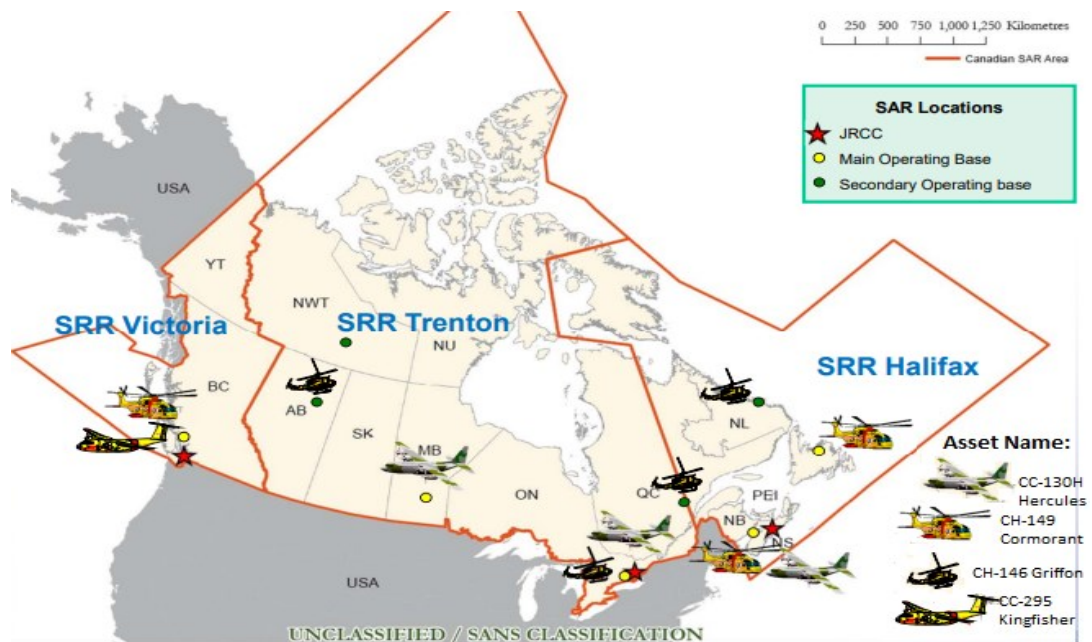 0 250 500 750 1,000 1,250 Kilometres
Canadian SAR Area
SAR Locations
JRCC
Main Operating Base
Secondary Operating base
USA
YT
NWT
NU
SRR Victoria
SRR Trenton
SRR Halifax
BC
AB
SK
MB
ON
QC
NL
PEI
NB
NS
USA
Asset Name:
CC-130H
Hercules
CH-149
Cormorant
CH-146 Griffon
CC-295
Kingfisher
UNCLASSIFIED / SANS CLASSIFICATION